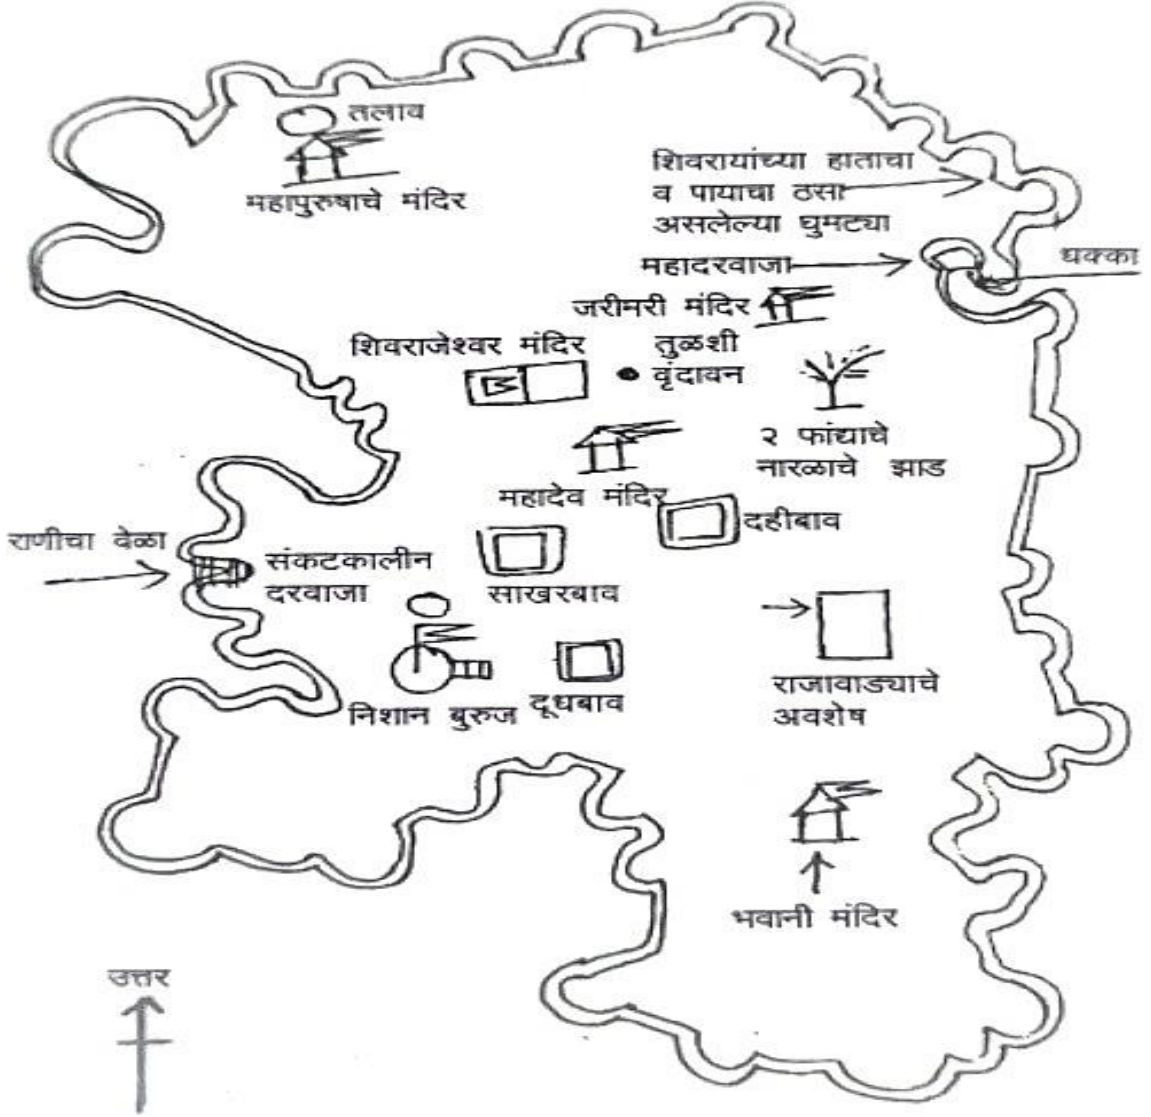 तलाव
महापुरुषाचे मंदिर
शिवरायांच्या हाताचा
व पायाचा ठसा
असलेल्या घुमट्या
धक्का
महादरवाजा
जरीमरी मंदिर
शिवराजेश्वर मंदिर
तुळशी
वृंदावन
२ फांद्याचे
नारळाचे झाड
महादेव मंदिर
दहीबाव
राणीचा वेळा
संकटकालीन
दरवाजा
साखरबाव
राजावाड्याचे
अवशेष
निशान बुरुज
दूधबाव
भवानी मंदिर
उत्तर